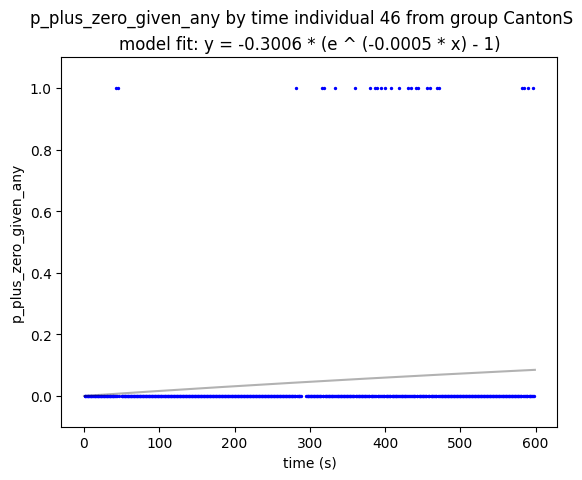 p_plus_zero_given_any by time individual 46 from group CantonS
model fit: y = -0.3006 * (e ^ (-0.0005 * x) - 1)
1.0
0.8
0.6
0.4
0.2
0.0
p_plus_zero_given_any
0 100 200 300 400 500 600
time (s)